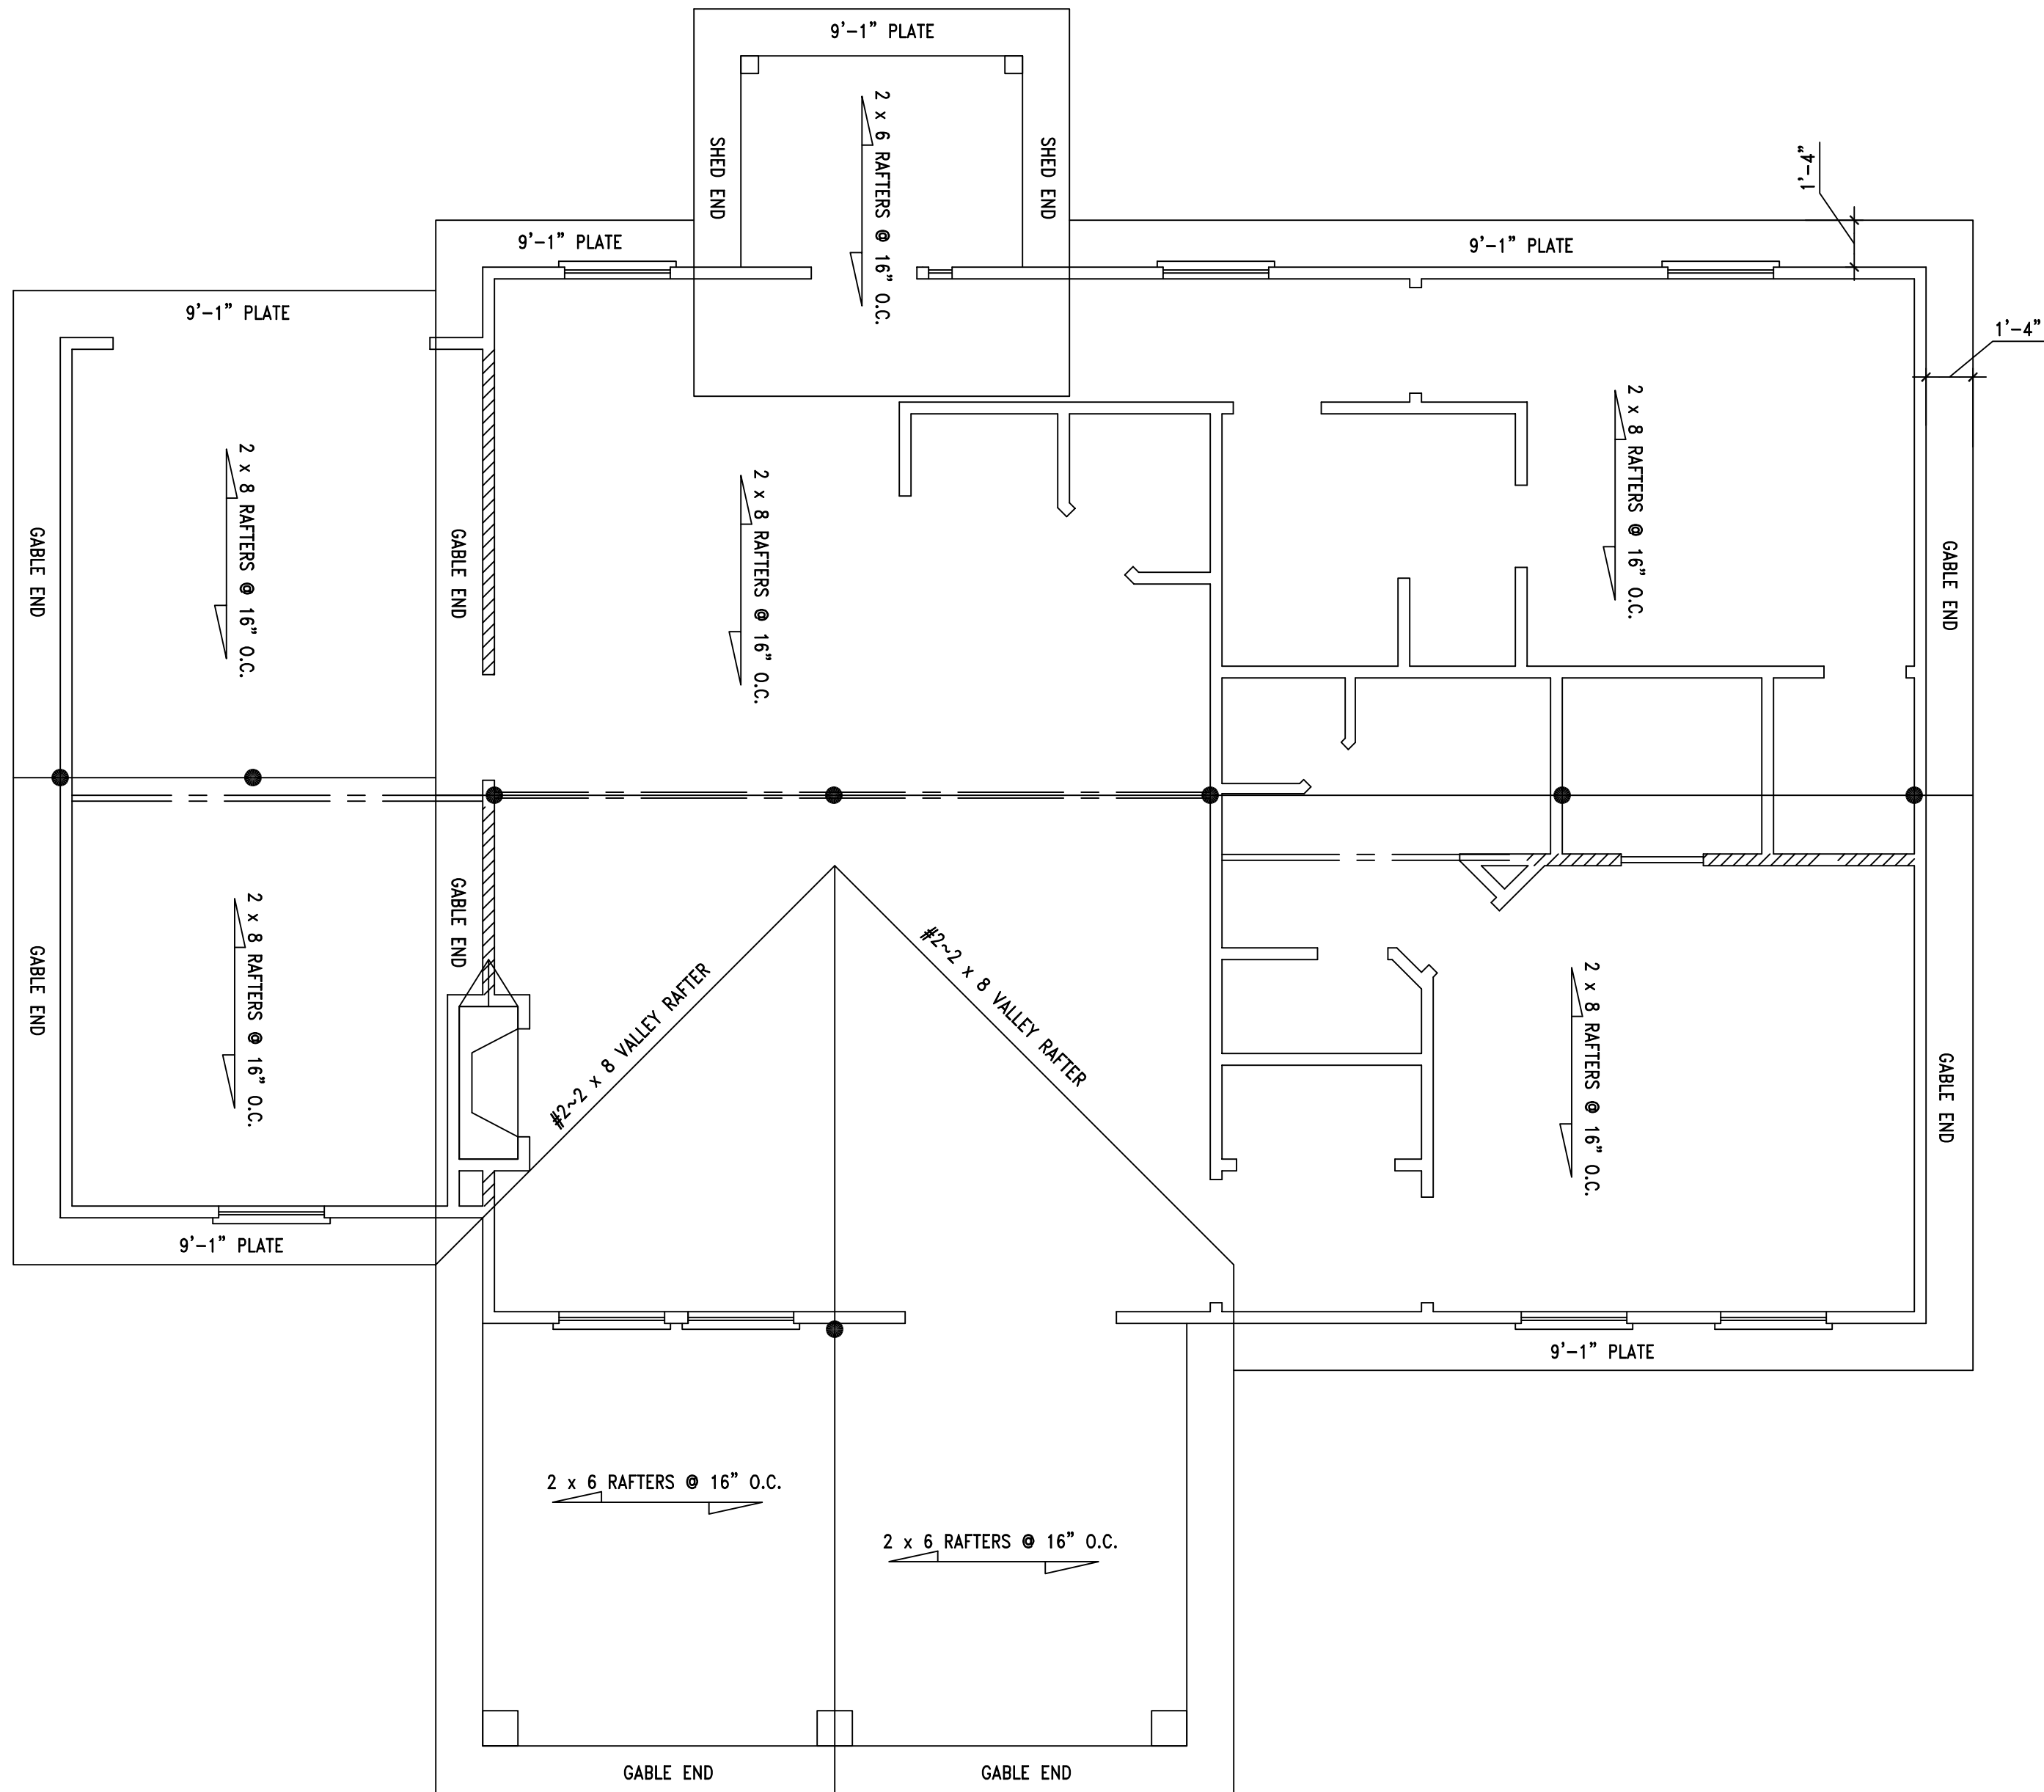 9'-1" PLATE
2 x 6 RAFTERS @ 16" O.C.
SHED END
SHED END
1'-4"
9'-1" PLATE
9'-1" PLATE
9'-1" PLATE
1'-4"
2 x 8 RAFTERS @ 16" O.C.
2 x 8 RAFTERS @ 16" O.C.
2 x 8 RAFTERS @ 16" O.C.
GABLE END
GABLE END
GABLE END
GABLE END
2 x 8 RAFTERS @ 16" O.C.
#2~2 x 8 VALLEY RAFTER
#2~2 x 8 VALLEY RAFTER
2 x 8 RAFTERS @ 16" O.C.
GABLE END
GABLE END
9'-1" PLATE
9'-1" PLATE
2 x 6 RAFTERS @ 16" O.C.
2 x 6 RAFTERS @ 16" O.C.
GABLE END
GABLE END